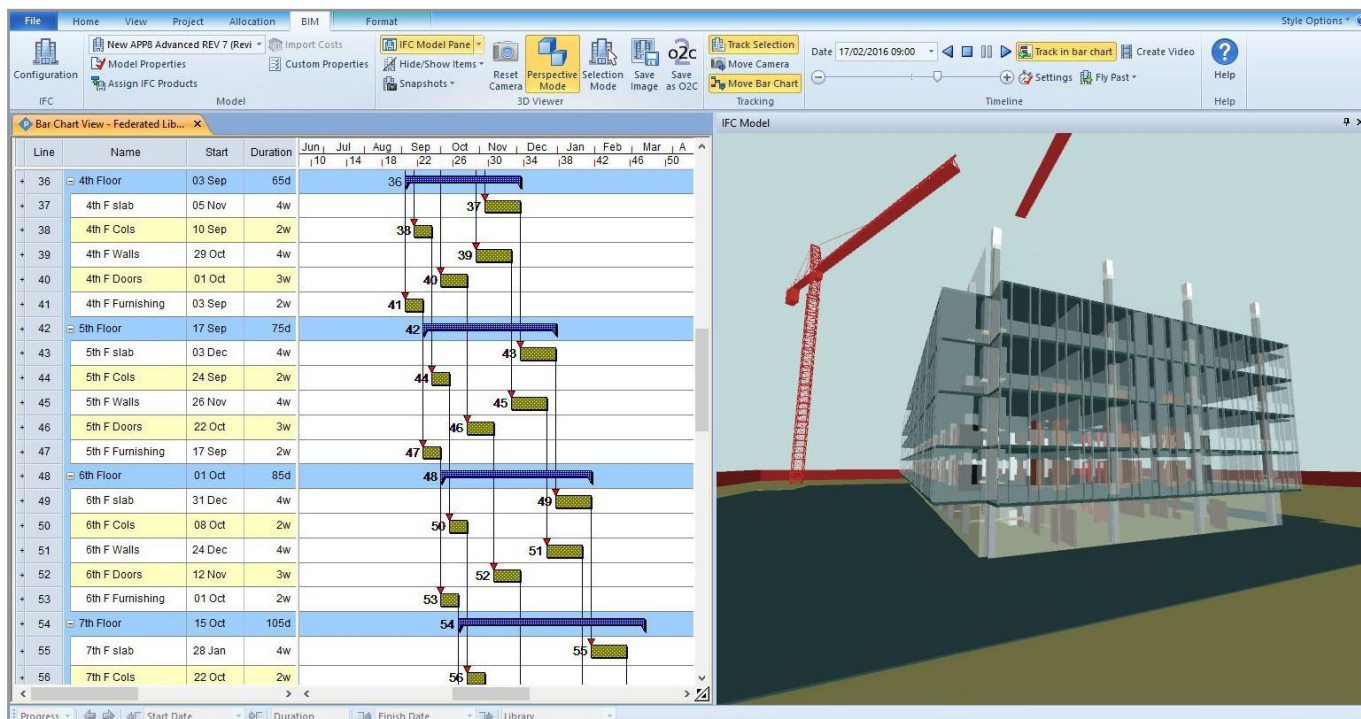 File Home View Project Allocation BIM Format Style Options
Configuration
IFC
New APP8 Advanced REV 7 (Revi
Model Properties
Assign IFC Products
Import Costs
Custom Properties
Model
IFC Model Pane
Hide/Show Items
Snapshots
Reset Camera
Perspective Mode
Selection Mode
Save Image
o2c
Save as O2C
3D Viewer
Track Selection
Move Camera
Move Bar Chart
Tracking
Date 17/02/2016 09:00
Track in bar chart
Create Video
Settings
Fly Past
Timeline
Help
Help
Bar Chart View - Federated Lib...
IFC Model
Line Name Start Duration
Jun Jul Aug Sep Oct Nov Dec Jan Feb Mar A
10 14 18 22 26 30 34 38 42 46 50
36 4th Floor 03 Sep 65d 36
37 4th F slab 05 Nov 4w 37
38 4th F Cols 10 Sep 2w 38
39 4th F Walls 29 Oct 4w 39
40 4th F Doors 01 Oct 3w 40
41 4th F Furnishing 03 Sep 2w 41
42 5th Floor 17 Sep 75d 42
43 5th F slab 03 Dec 4w 43
44 5th F Cols 24 Sep 2w 44
45 5th F Walls 26 Nov 4w 45
46 5th F Doors 22 Oct 3w 46
47 5th F Furnishing 17 Sep 2w 47
48 6th Floor 01 Oct 85d 48
49 6th F slab 31 Dec 4w 49
50 6th F Cols 08 Oct 2w 50
51 6th F Walls 24 Dec 4w 51
52 6th F Doors 12 Nov 3w 52
53 6th F Furnishing 01 Oct 2w 53
54 7th Floor 15 Oct 105d 54
55 7th F slab 28 Jan 4w 55
56 7th F Cols 22 Oct 2w 56
Progress Start Date Duration Finish Date Library